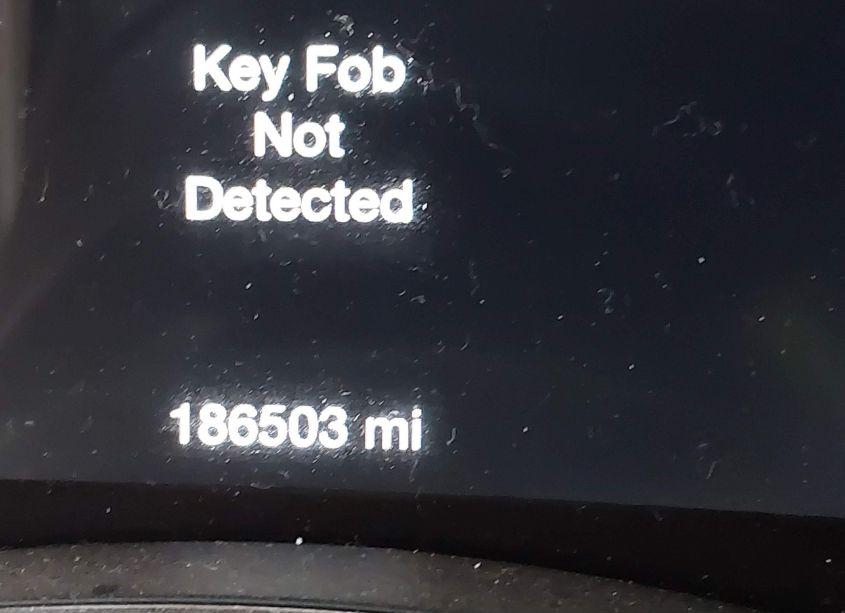 Key Fob
Not
Detected
186503 mi